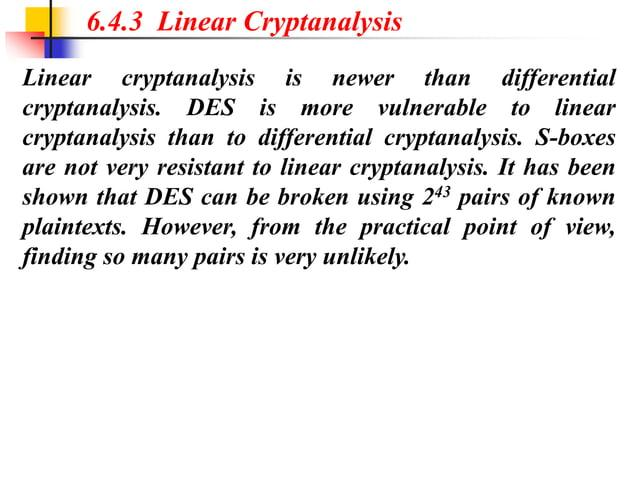 6.4.3 Linear Cryptanalysis
Linear cryptanalysis is newer than differential
cryptanalysis. DES is more vulnerable to linear
cryptanalysis than to differential cryptanalysis. S-boxes
are not very resistant to linear cryptanalysis. It has been
shown that DES can be broken using 2⁴³ pairs of known
plaintexts. However, from the practical point of view,
finding so many pairs is very unlikely.